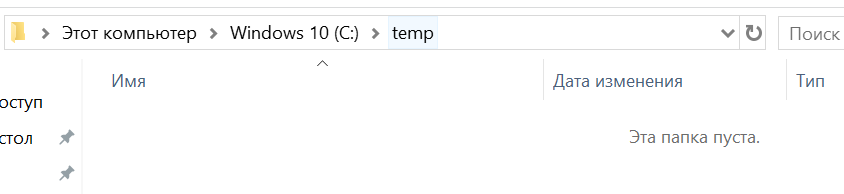 Этот компьютер Windows 10 (C:) temp Поиск
Имя Дата изменения Тип
оступ
стол
Эта папка пуста.